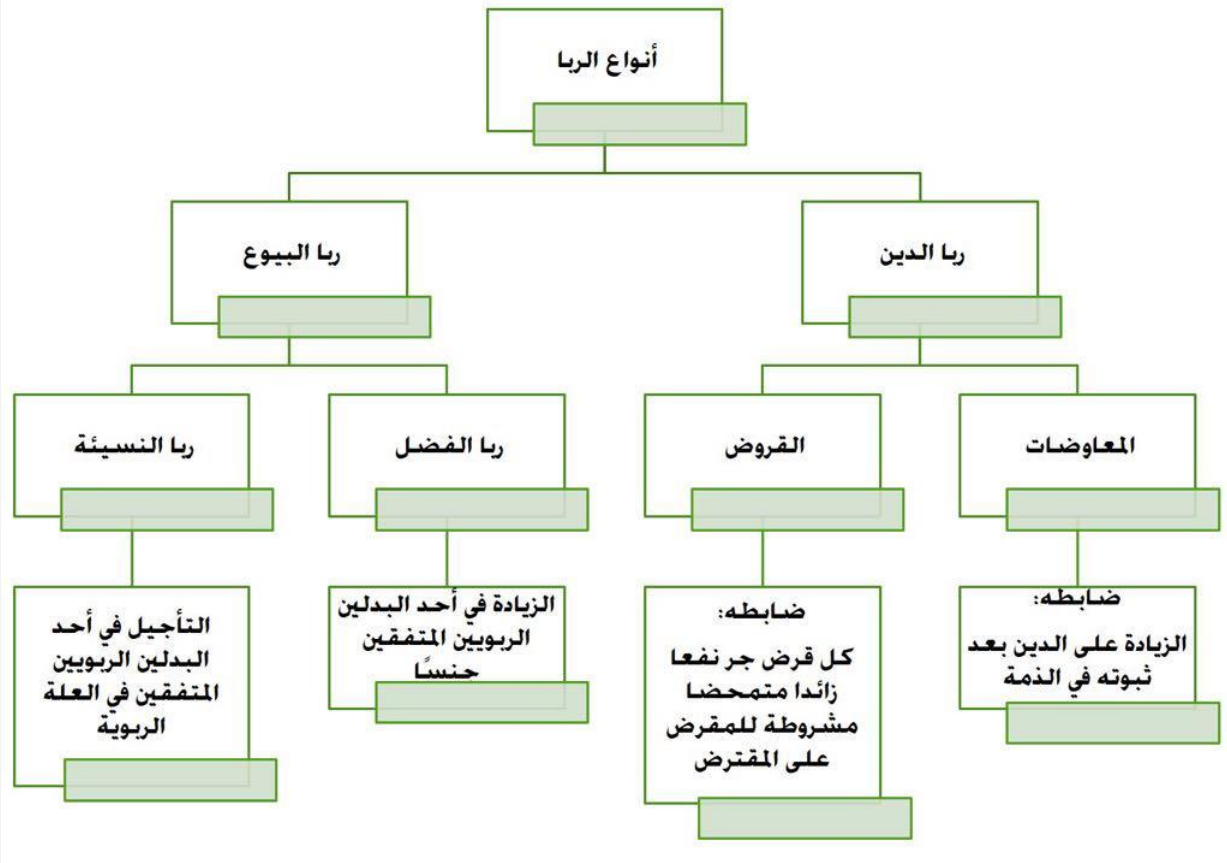 أنواع الربا
ربا الدين
ربا البيوع
المعاوضات
القروض
ربا الفضل
ربا النسيئة
ضابطه:
الزيادة على الدين بعد
ثبوته في الذمة
ضابطه:
كل قرض جر نفعا
زائدا متمحضا
مشروطة للمقرض
على المقترض
الزيادة في أحد البدلين
الربويين المتفقين
جنسًا
التأجيل في أحد
البدلين الربويين
المتفقين في العلة
الربوية